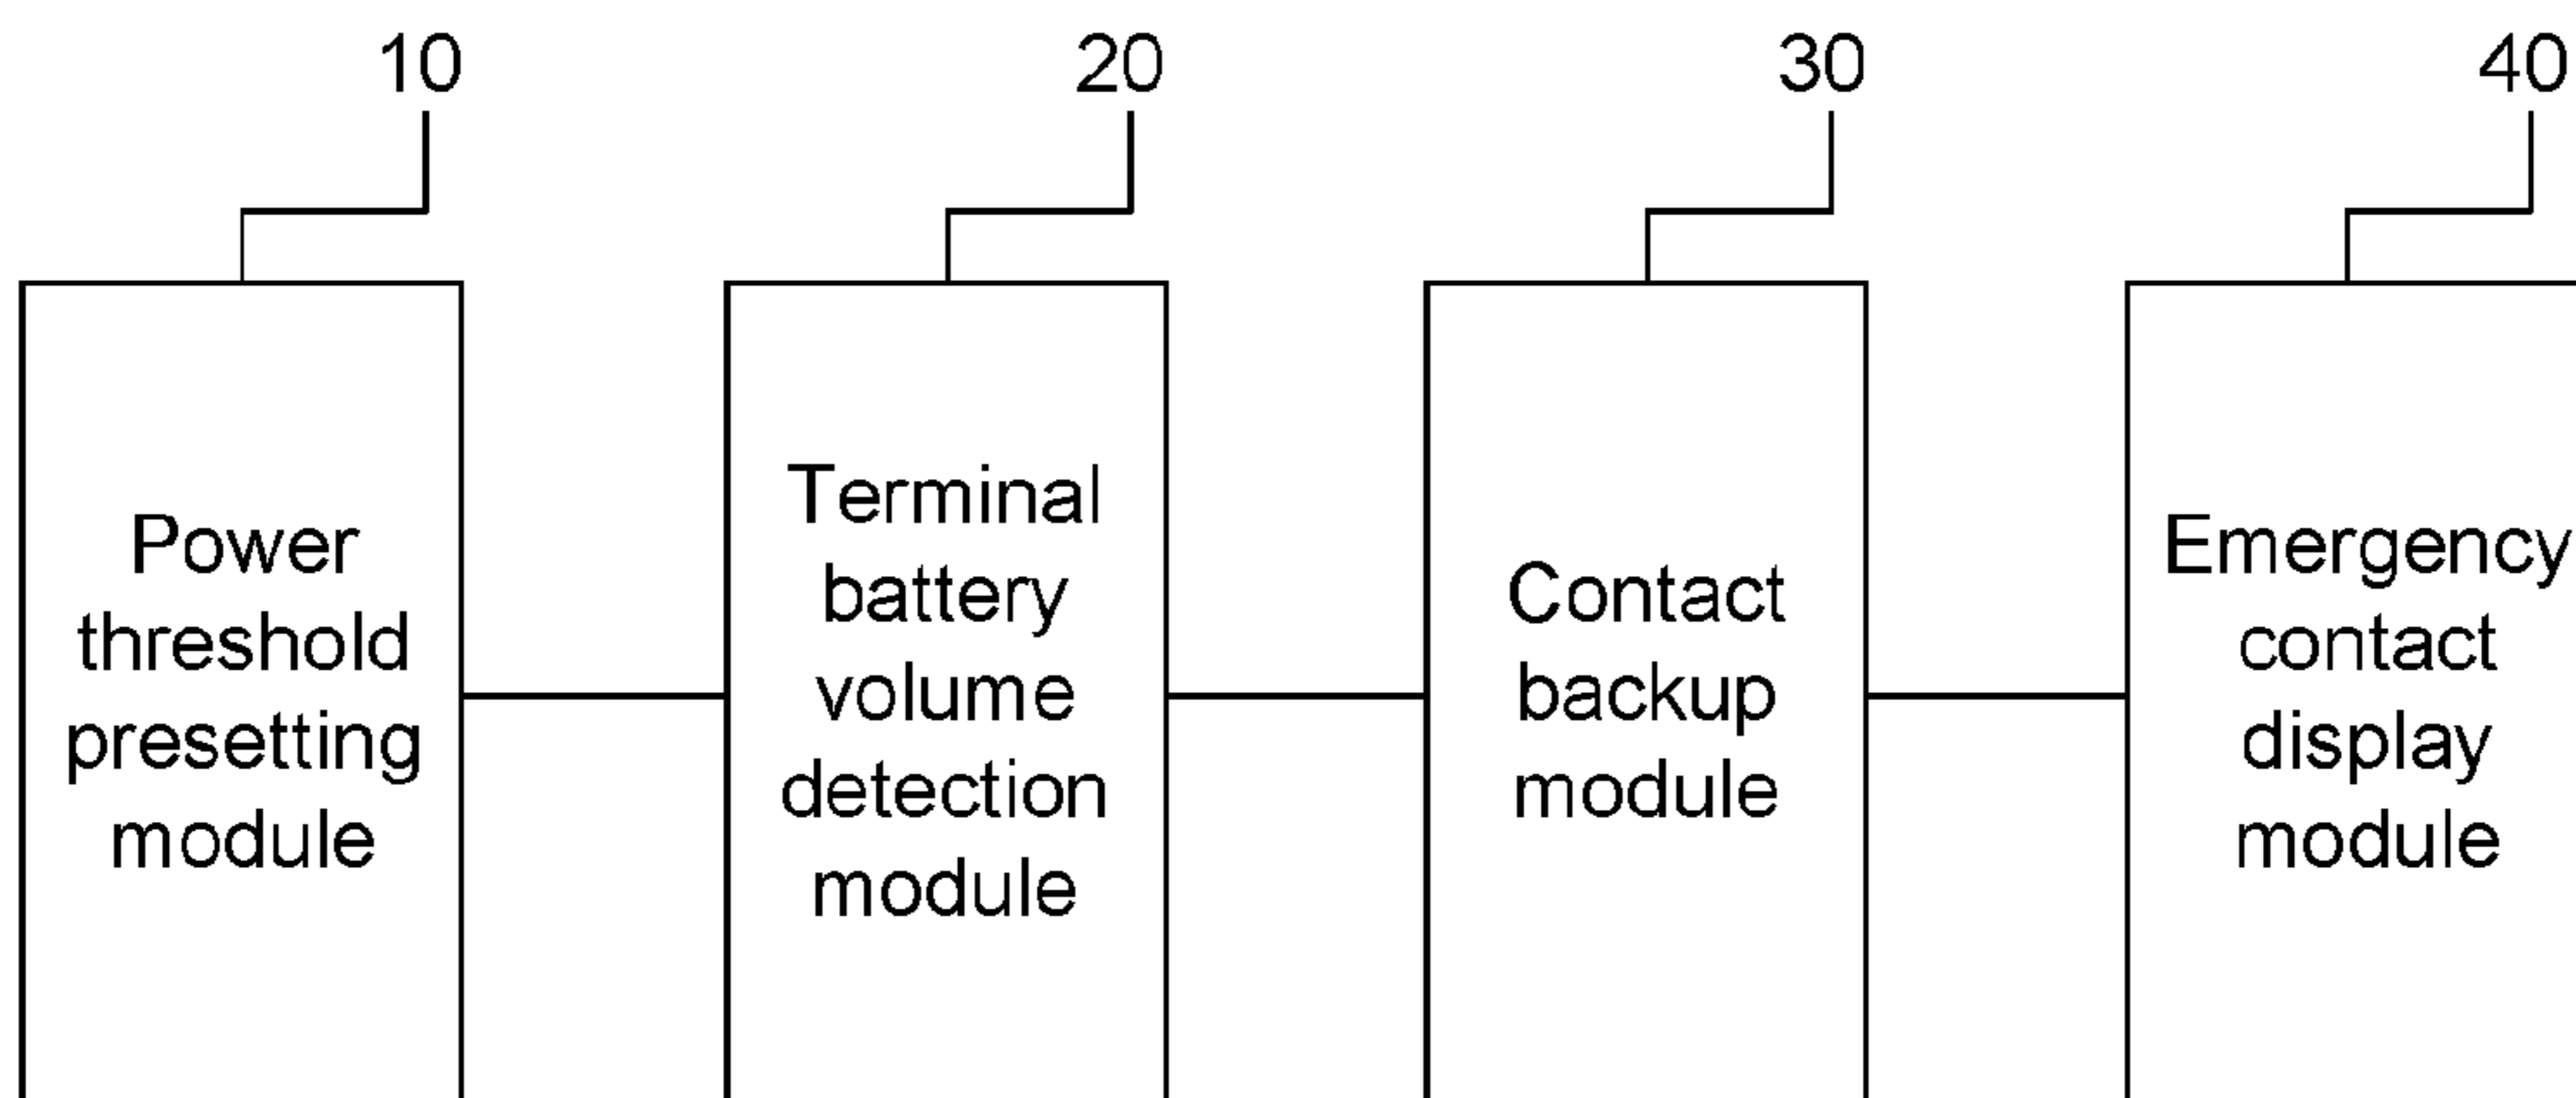 10
20
30
40
Power
threshold
presetting
module
Terminal
battery
volume
detection
module
Contact
backup
module
Emergency
contact
display
module